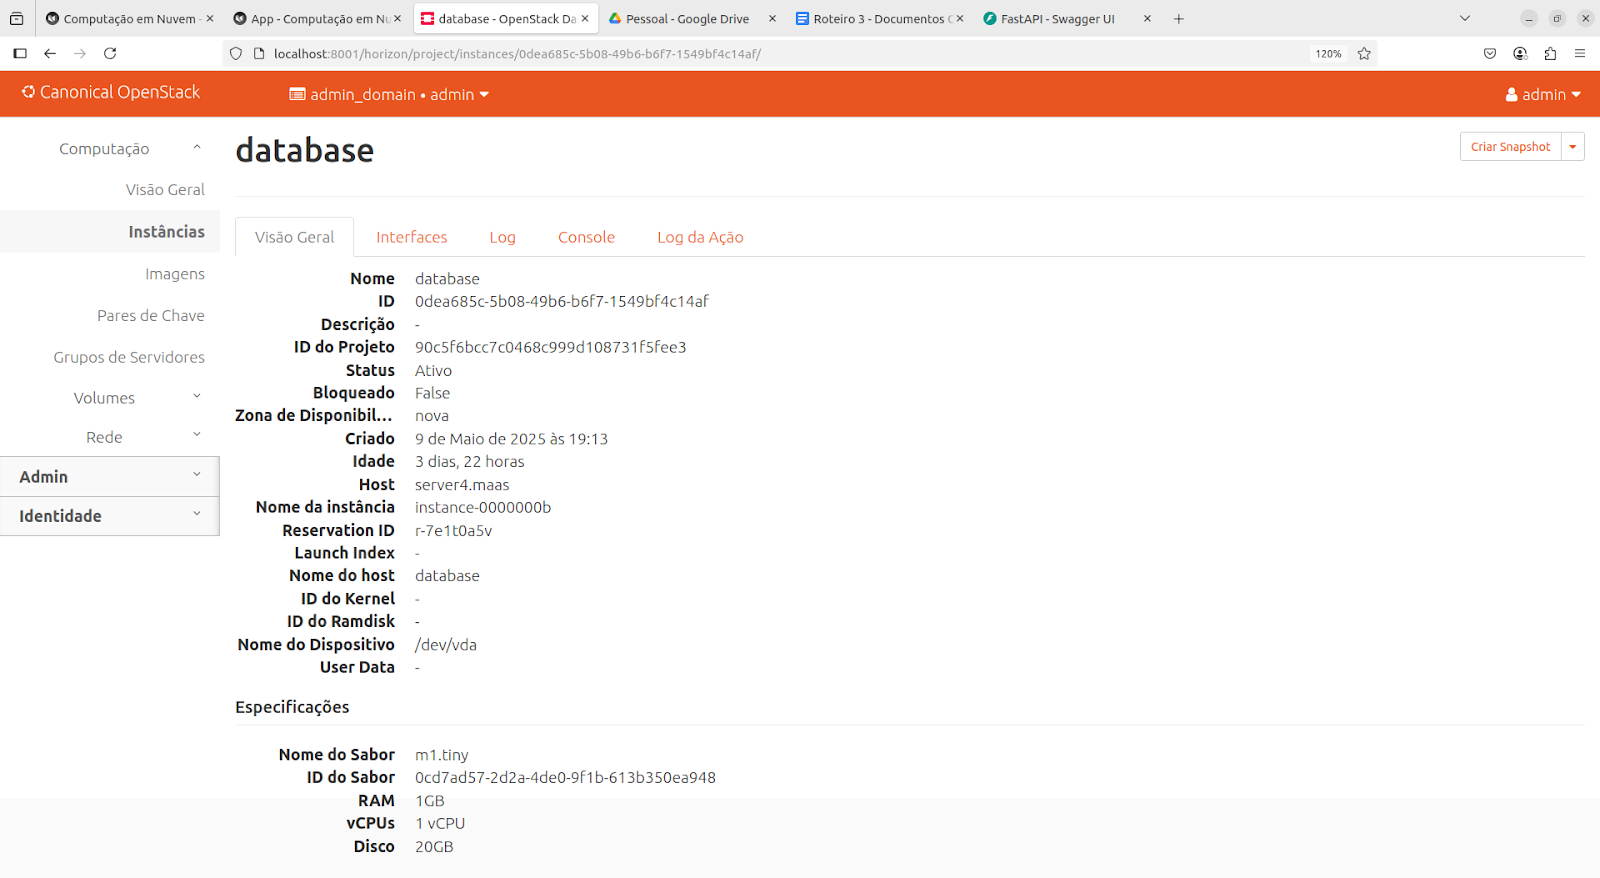 Computação em Nuvem -
App - Computação em Nu
database - OpenStack Da
Pessoal - Google Drive
Roteiro 3 - Documentos
FastAPI - Swagger UI
localhost:8001/horizon/project/instances/0dea685c-5b08-49b6-b6f7-1549bf4c14af/
120%
Canonical OpenStack
admin_domain • admin
admin
Computação
Visão Geral
Instâncias
Imagens
Pares de Chave
Grupos de Servidores
Volumes
Rede
Admin
Identidade
database
Criar Snapshot
Visão Geral Interfaces Log Console Log da Ação
Nome database
ID 0dea685c-5b08-49b6-b6f7-1549bf4c14af
Descrição -
ID do Projeto 90c5f6bcc7c0468c999d108731f5fee3
Status Ativo
Bloqueado False
Zona de Disponibil... nova
Criado 9 de Maio de 2025 às 19:13
Idade 3 dias, 22 horas
Host server4.maas
Nome da instância instance-0000000b
Reservation ID r-7e1t0a5v
Launch Index -
Nome do host database
ID do Kernel -
ID do Ramdisk -
Nome do Dispositivo /dev/vda
User Data -
Especificações
Nome do Sabor m1.tiny
ID do Sabor 0cd7ad57-2d2a-4de0-9f1b-613b350ea948
RAM 1GB
vCPUs 1 vCPU
Disco 20GB